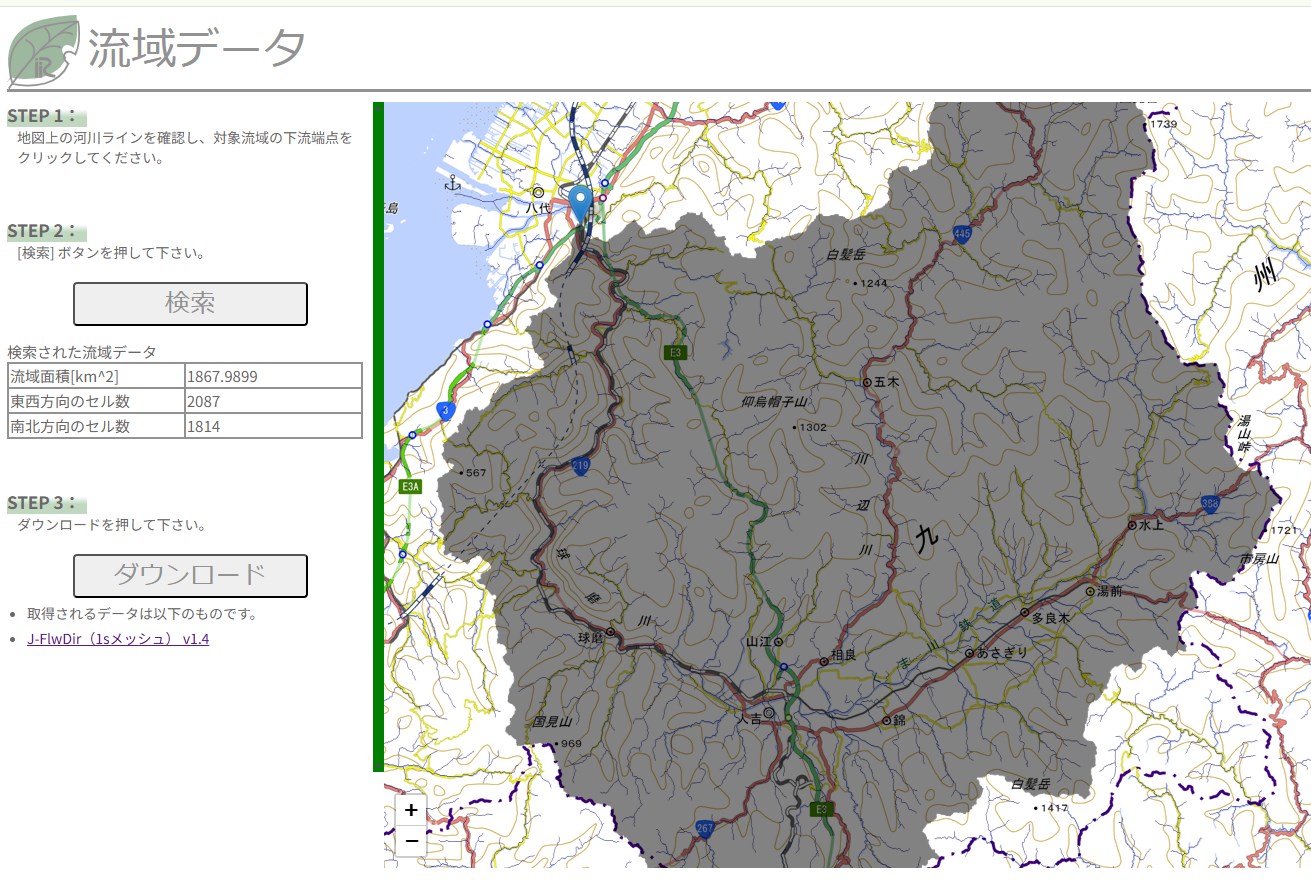 iR
流域データ
STEP 1：
地図上の河川ラインを確認し、対象流域の下流端点を
クリックしてください。
STEP 2：
[検索] ボタンを押して下さい。
検索
検索された流域データ
流域面積[km^2] 1867.9899
東西方向のセル数 2087
南北方向のセル数 1814
STEP 3：
ダウンロードを押して下さい。
ダウンロード
取得されるデータは以下のものです。
J-FlwDir（1sメッシュ） v1.4
1739
八代
島
445
白髪岳
1244
州
E3
五木
3
仰烏帽子山
1302
湯山峠
219
567
E3A
川
辺
川
九
388
水上
1721
市房山
球
磨
川
湯前
多良木
球磨
山江
相良
あさぎり
く
ま
川
鉄
道
人吉
錦
国見山
969
白髪岳
1417
E3
267
+
−